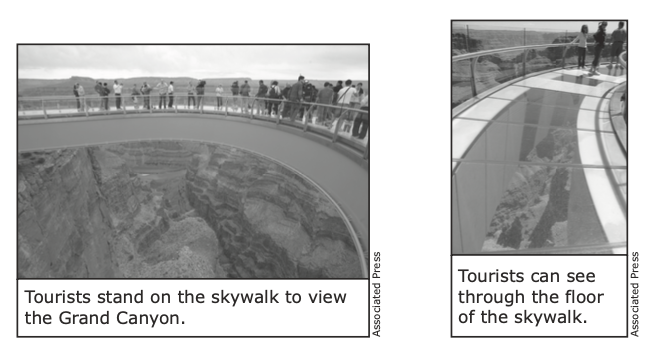 Tourists stand on the skywalk to view
the Grand Canyon.
Associated Press
Tourists can see
through the floor
of the skywalk.
Associated Press